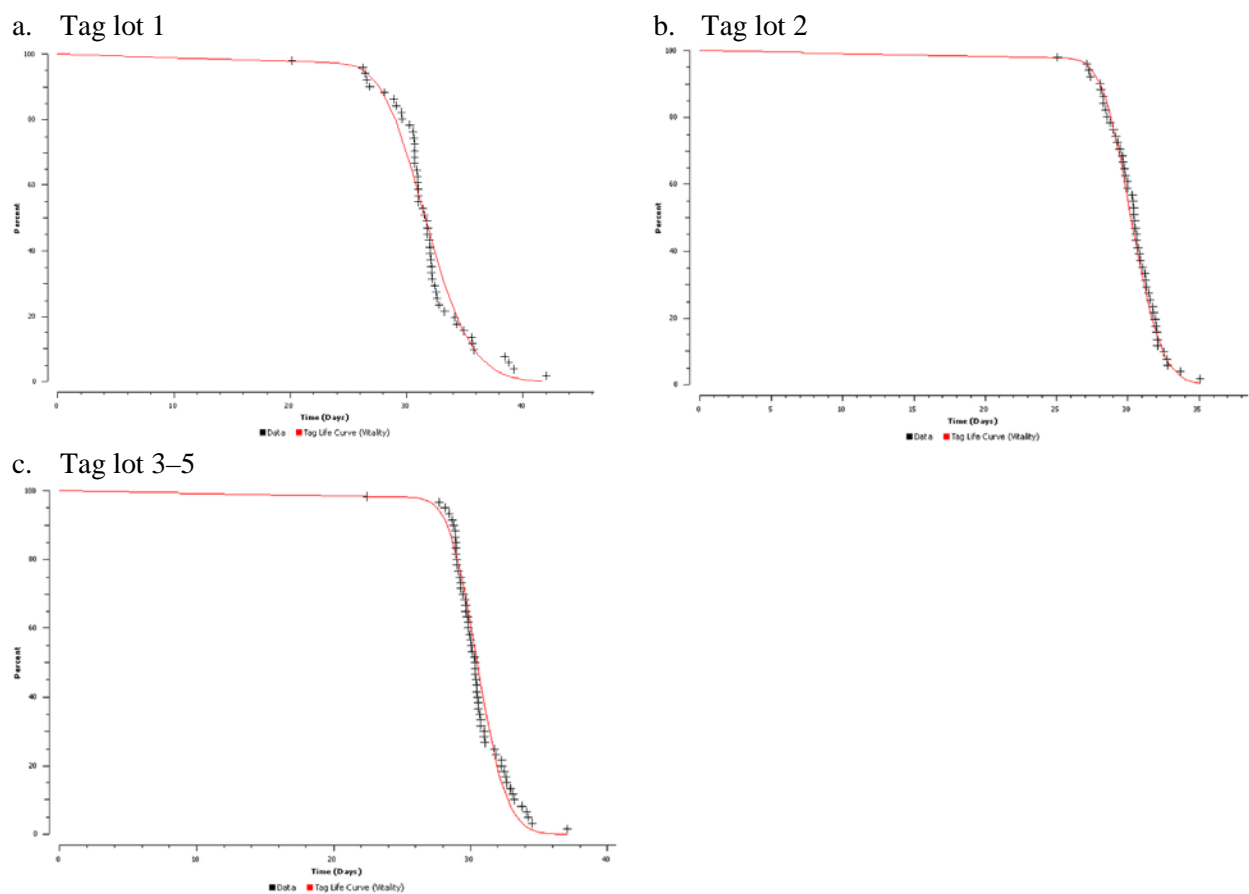 a. Tag lot 1
100
80
60
40
20
0
Percent
0 10 20 30 40
Time (Days)
Data Tag Life Curve (Vitality)
b. Tag lot 2
100
80
60
40
20
0
Percent
0 5 10 15 20 25 30 35
Time (Days)
Data Tag Life Curve (Vitality)
c. Tag lot 3–5
100
80
60
40
20
0
Percent
0 10 20 30 40
Time (Days)
Data Tag Life Curve (Vitality)